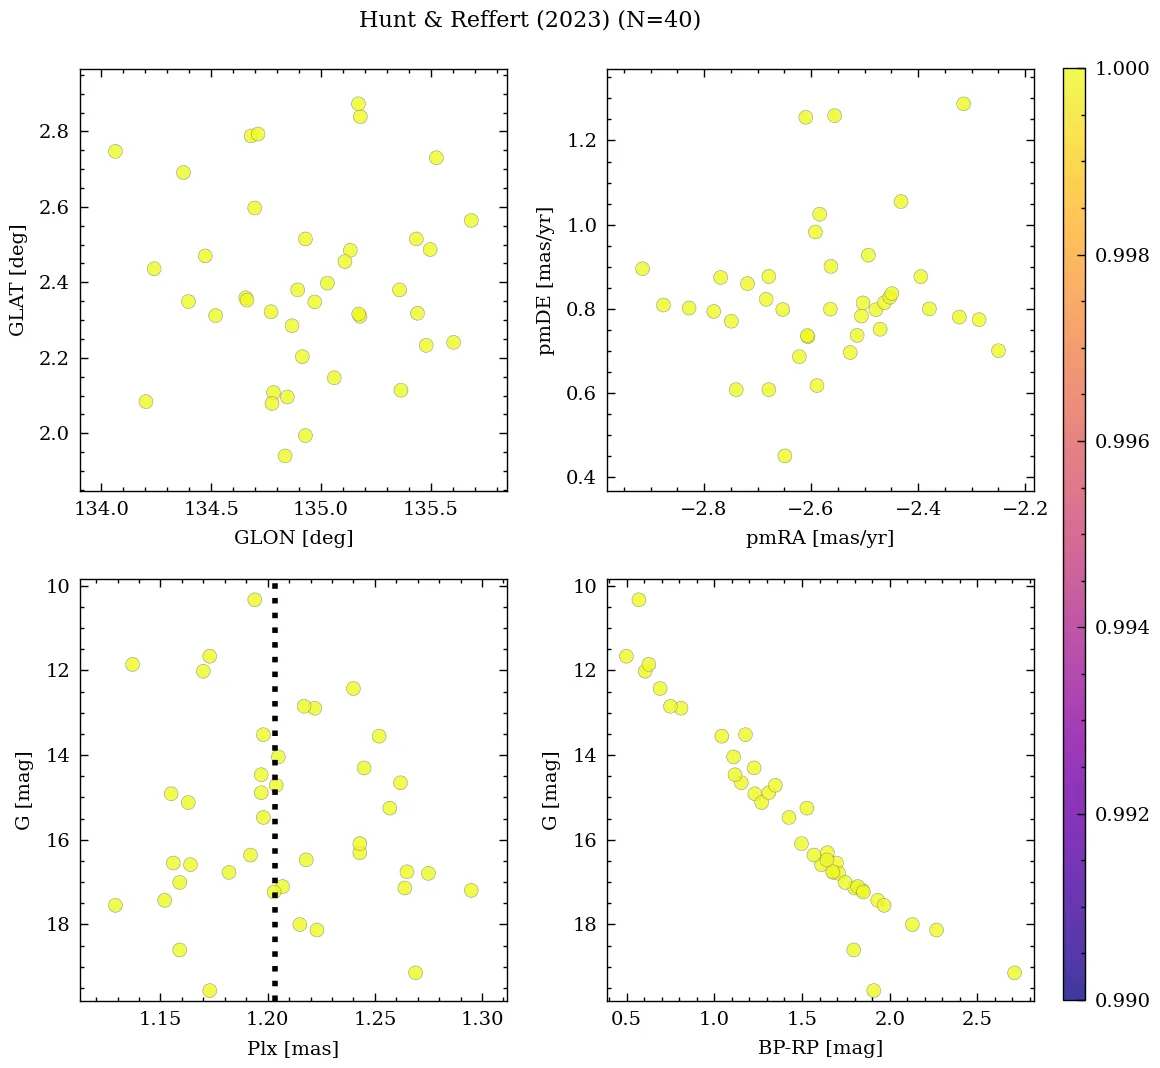 Hunt & Reffert (2023) (N=40)
GLAT [deg]
2.8
2.6
2.4
2.2
2.0
134.0 134.5 135.0 135.5
GLON [deg]
pmDE [mas/yr]
1.2
1.0
0.8
0.6
0.4
−2.8 −2.6 −2.4 −2.2
pmRA [mas/yr]
G [mag]
10
12
14
16
18
1.15 1.20 1.25 1.30
Plx [mas]
G [mag]
10
12
14
16
18
0.5 1.0 1.5 2.0 2.5
BP-RP [mag]
1.000
0.998
0.996
0.994
0.992
0.990